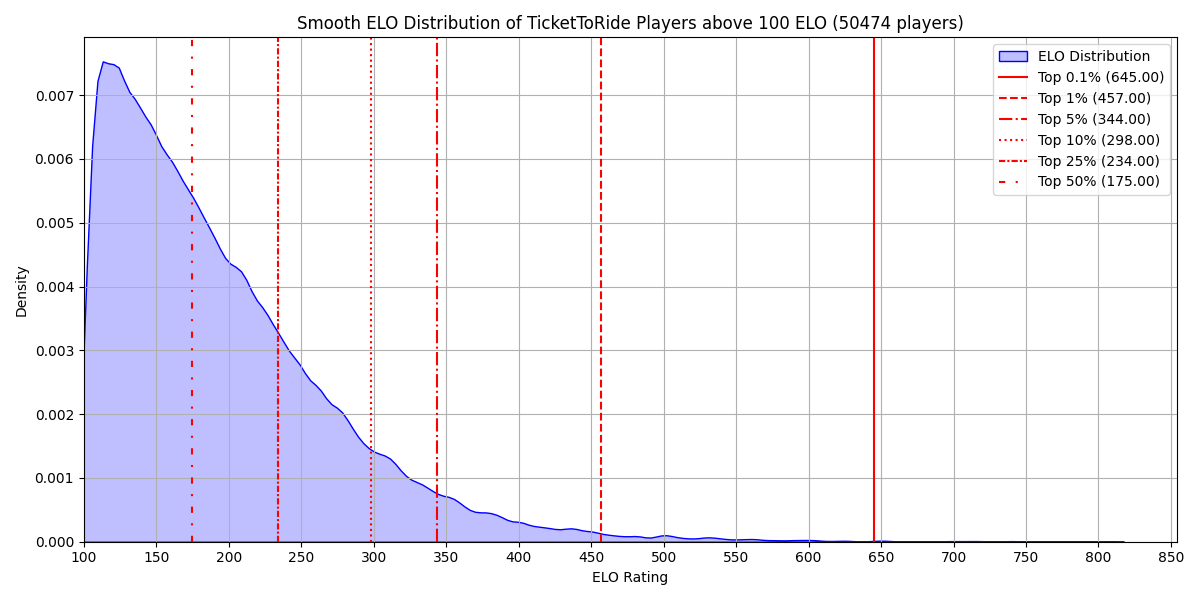 Smooth ELO Distribution of TicketToRide Players above 100 ELO (50474 players)
ELO Distribution
Top 0.1% (645.00)
Top 1% (457.00)
Top 5% (344.00)
Top 10% (298.00)
Top 25% (234.00)
Top 50% (175.00)
Density
0.007
0.006
0.005
0.004
0.003
0.002
0.001
0.000
100 150 200 250 300 350 400 450 500 550 600 650 700 750 800 850
ELO Rating